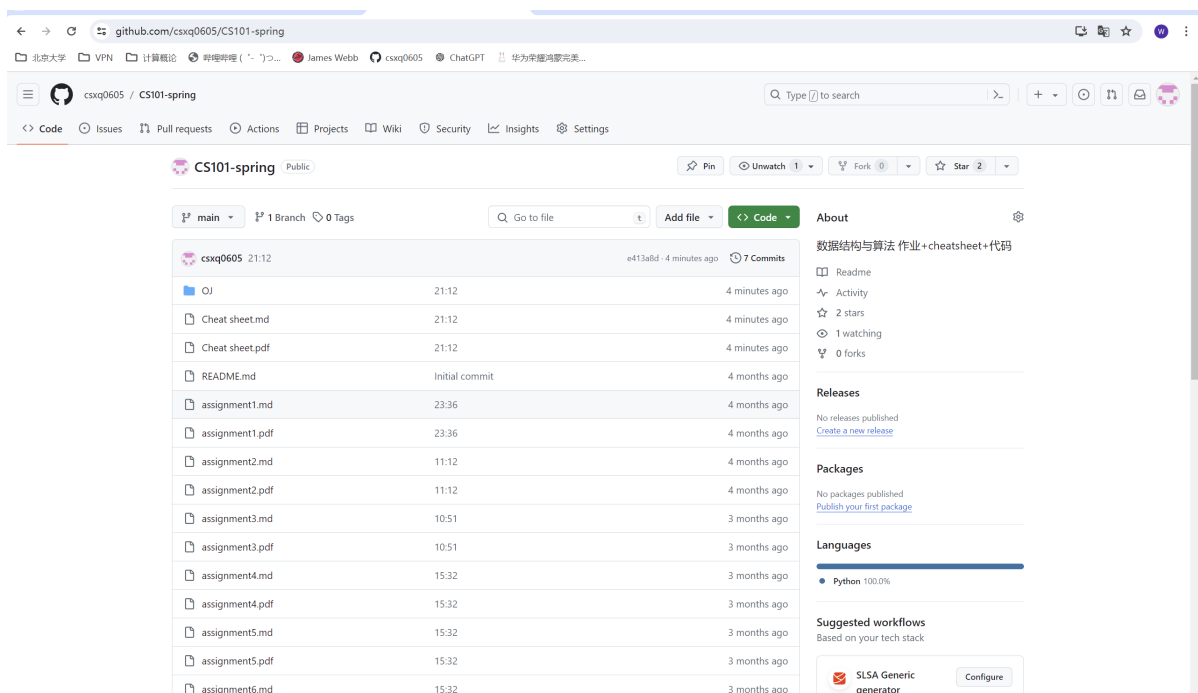 github.com/csxq0605/CS101-spring
W
北京大学 VPN 计算概论 哔哩哔哩 ( ゜- ゜)つ... James Webb csxq0605 ChatGPT 华为荣耀鸿蒙完美...
csxq0605 / CS101-spring
Type / to search
Code Issues Pull requests Actions Projects Wiki Security Insights Settings
CS101-spring Public
Pin Unwatch 1 Fork 0 Star 2
main 1 Branch 0 Tags
Go to file t Add file Code
csxq0605 21:12 e413a8d · 4 minutes ago 7 Commits
OJ 21:12 4 minutes ago
Cheat sheet.md 21:12 4 minutes ago
Cheat sheet.pdf 21:12 4 minutes ago
README.md Initial commit 4 months ago
assignment1.md 23:36 4 months ago
assignment1.pdf 23:36 4 months ago
assignment2.md 11:12 4 months ago
assignment2.pdf 11:12 4 months ago
assignment3.md 10:51 3 months ago
assignment3.pdf 10:51 3 months ago
assignment4.md 15:32 3 months ago
assignment4.pdf 15:32 3 months ago
assignment5.md 15:32 3 months ago
assignment5.pdf 15:32 3 months ago
assignment6.md 15:32 3 months ago
About
数据结构与算法 作业+cheatsheet+代码
Readme
Activity
2 stars
1 watching
0 forks
Releases
No releases published
Create a new release
Packages
No packages published
Publish your first package
Languages
Python 100.0%
Suggested workflows
Based on your tech stack
SLSA Generic
generator
Configure